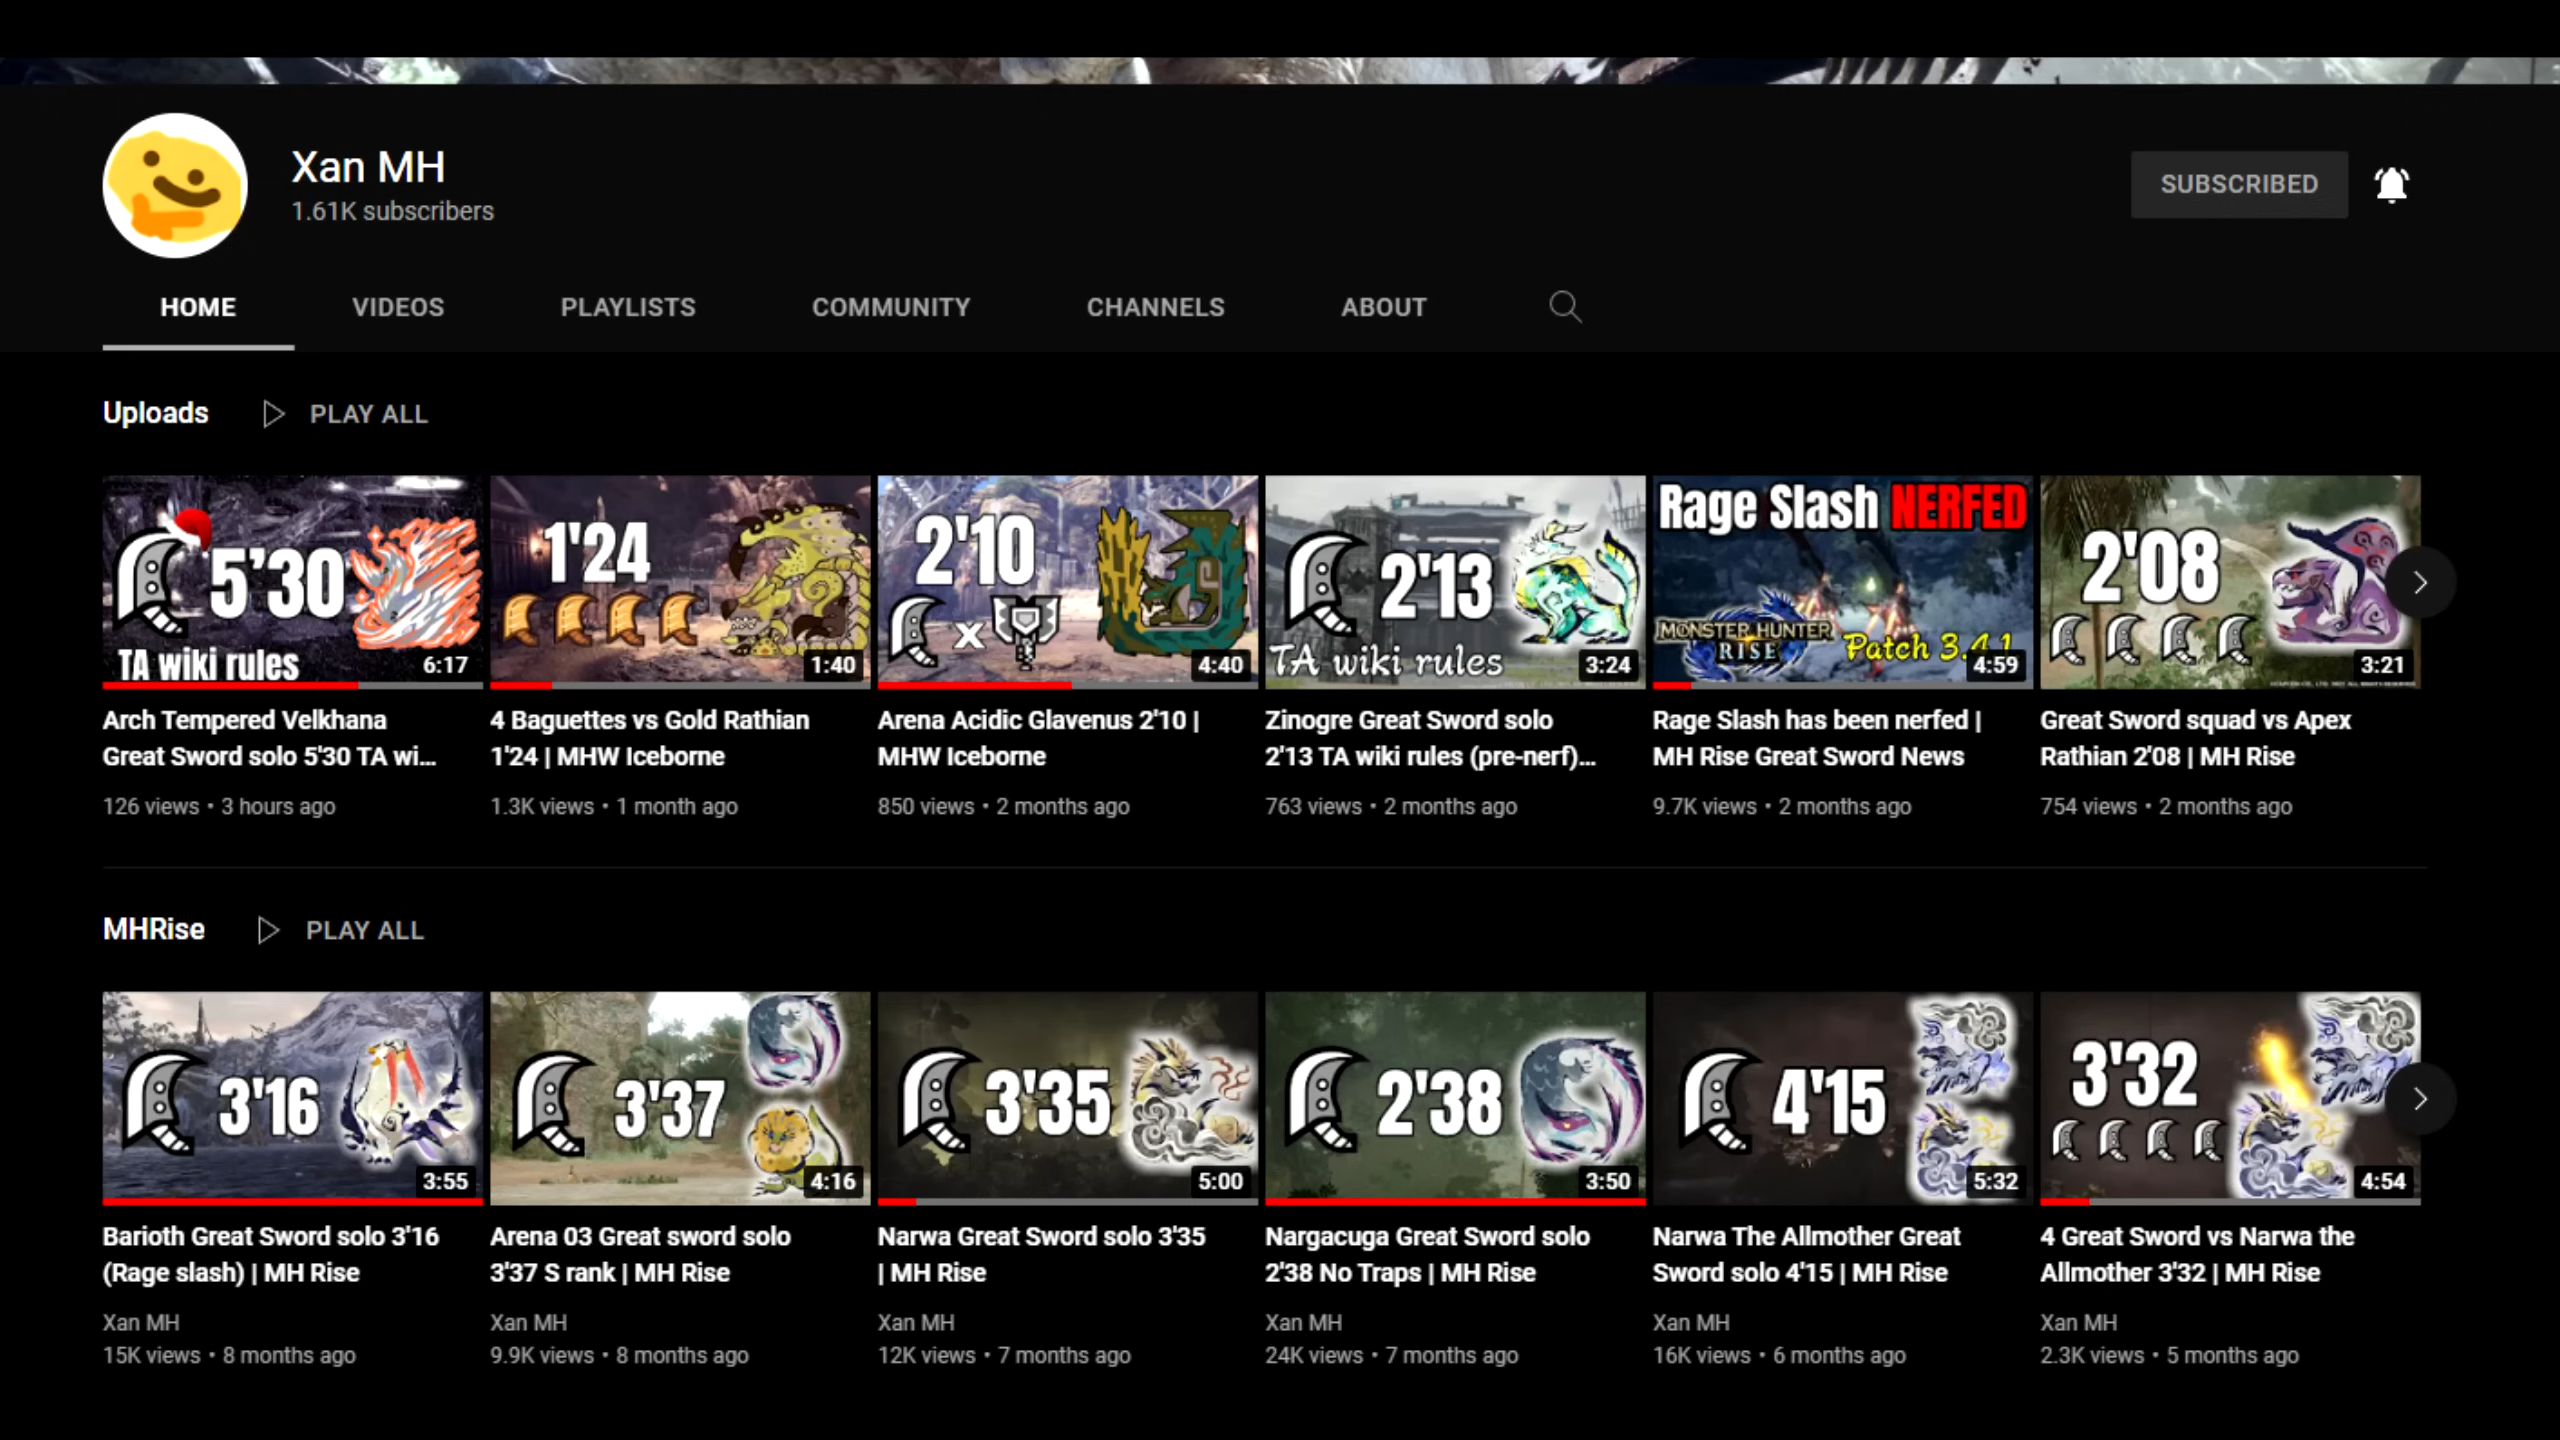 Xan MH
1.61K subscribers
SUBSCRIBED
HOME
VIDEOS
PLAYLISTS
COMMUNITY
CHANNELS
ABOUT
Uploads
PLAY ALL
5'30
TA wiki rules
6:17
Arch Tempered Velkhana
Great Sword solo 5'30 TA wi...
126 views • 3 hours ago
1'24
1:40
4 Baguettes vs Gold Rathian
1'24 | MHW Iceborne
1.3K views • 1 month ago
2'10
x
4:40
Arena Acidic Glavenus 2'10 |
MHW Iceborne
850 views • 2 months ago
2'13
TA wiki rules
3:24
Zinogre Great Sword solo
2'13 TA wiki rules (pre-nerf)...
763 views • 2 months ago
Rage Slash NERFED
MONSTER HUNTER
RISE
Patch 3.4.1
4:59
Rage Slash has been nerfed |
MH Rise Great Sword News
9.7K views • 2 months ago
2'08
3:21
Great Sword squad vs Apex
Rathian 2'08 | MH Rise
754 views • 2 months ago
MHRise
PLAY ALL
3'16
3:55
Barioth Great Sword solo 3'16
(Rage slash) | MH Rise
Xan MH
15K views • 8 months ago
3'37
4:16
Arena 03 Great sword solo
3'37 S rank | MH Rise
Xan MH
9.9K views • 8 months ago
3'35
5:00
Narwa Great Sword solo 3'35
| MH Rise
Xan MH
12K views • 7 months ago
2'38
3:50
Nargacuga Great Sword solo
2'38 No Traps | MH Rise
Xan MH
24K views • 7 months ago
4'15
5:32
Narwa The Allmother Great
Sword solo 4'15 | MH Rise
Xan MH
16K views • 6 months ago
3'32
4:54
4 Great Sword vs Narwa the
Allmother 3'32 | MH Rise
Xan MH
2.3K views • 5 months ago